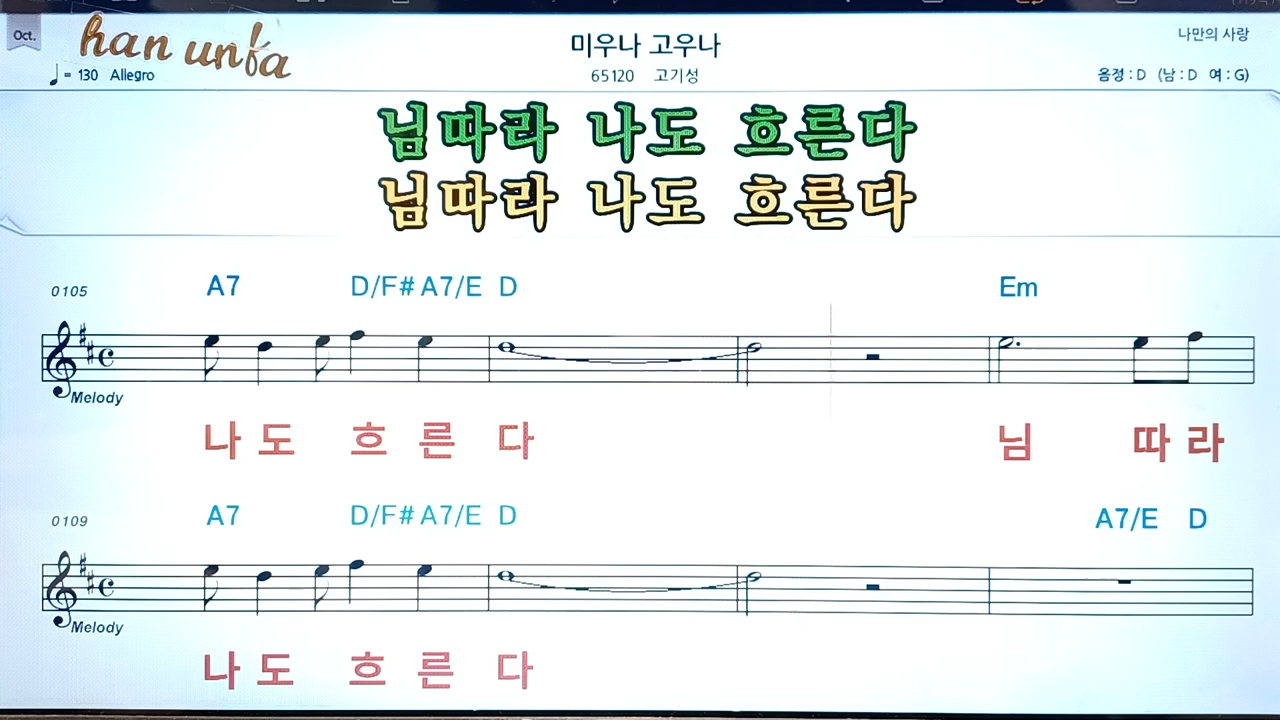 Oct.
han unfa
미우나 고우나
나만의 사랑
♩= 130 Allegro
65120 고기성
음정 : D (남 : D 여 : G)
님따라 나도 흐른다
님따라 나도 흐른다
0105
A7 D/F# A7/E D Em
Melody
나 도 흐 른 다 님 따 라
0109
A7 D/F# A7/E D A7/E D
Melody
나 도 흐 른 다